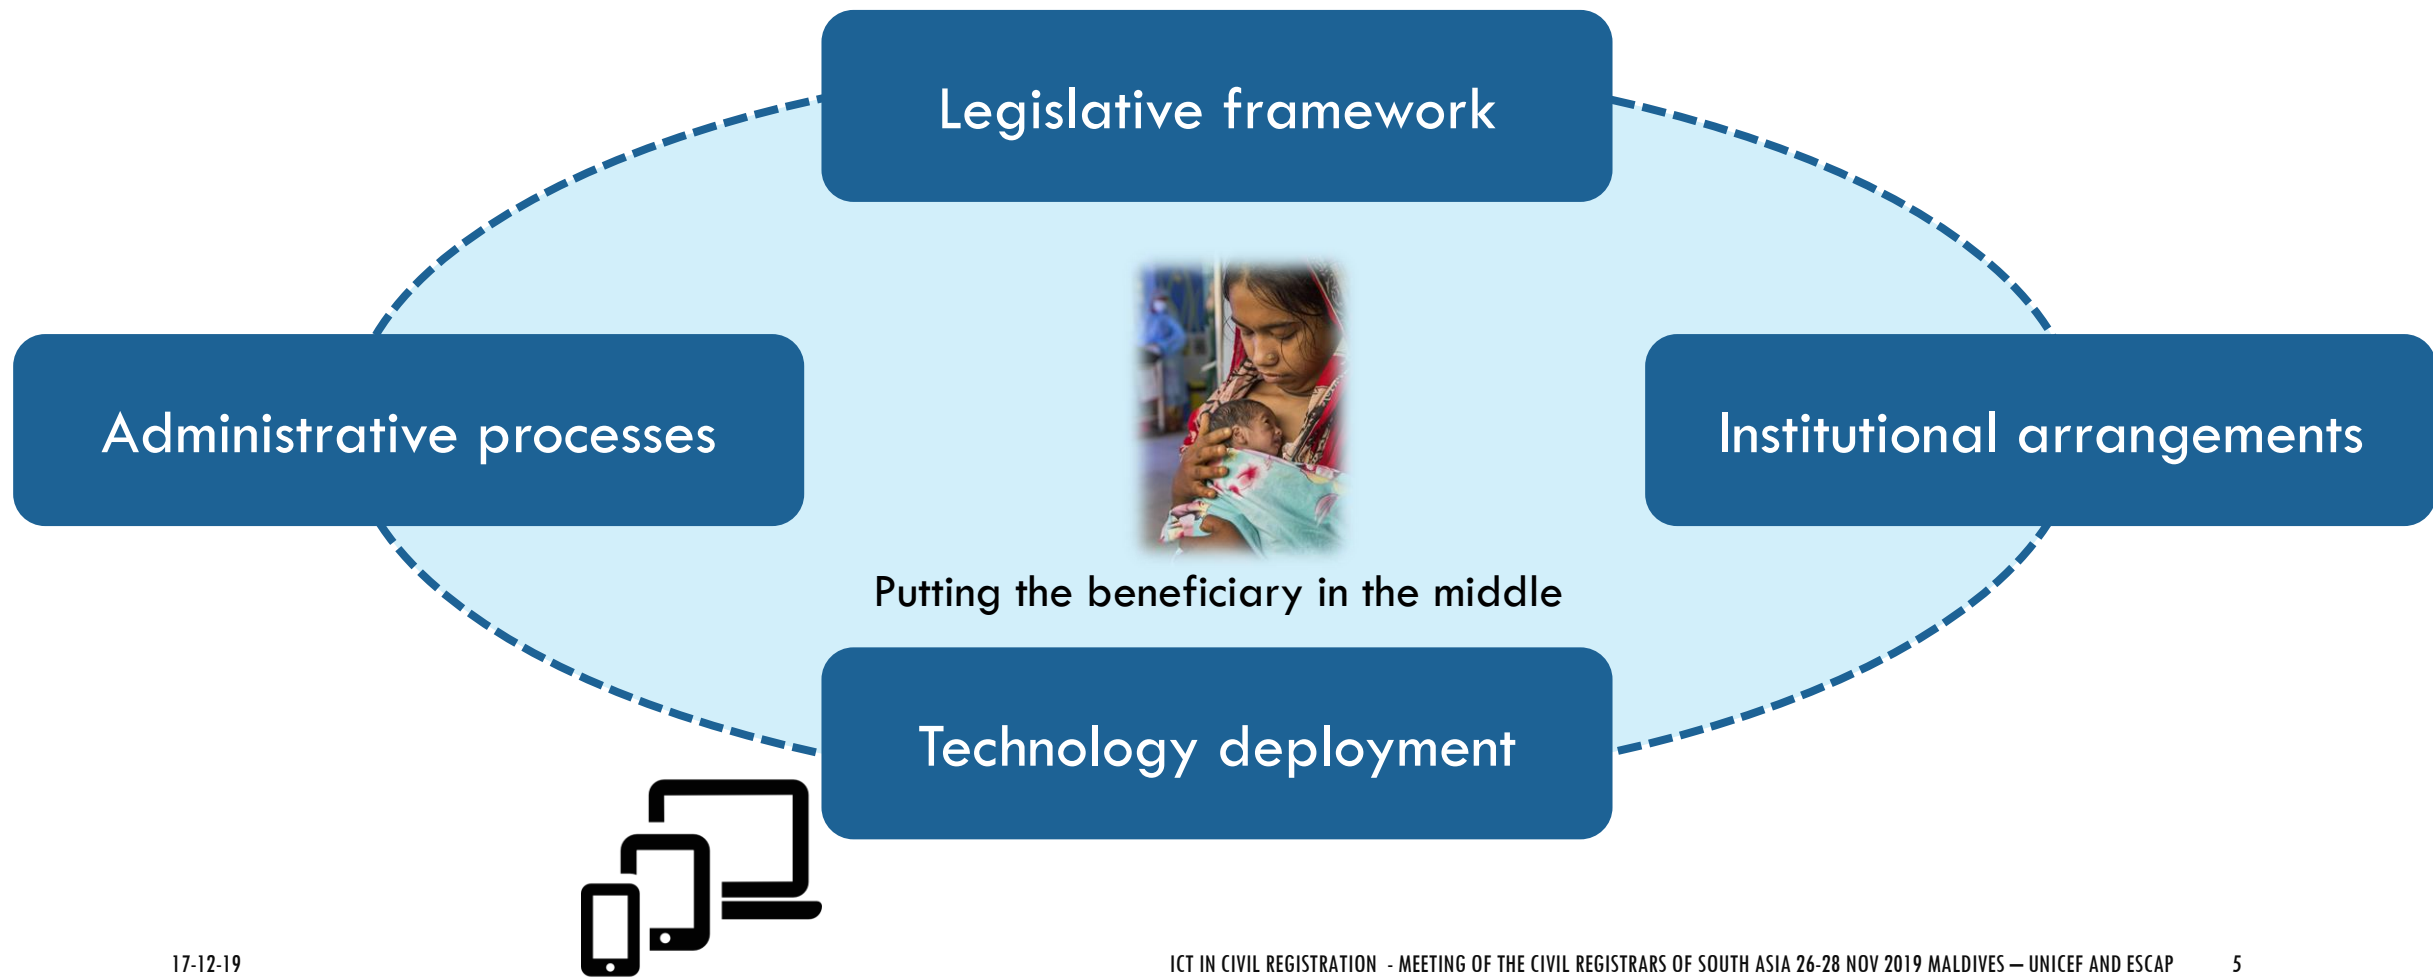 Legislative framework
Administrative processes
Institutional arrangements
Putting the beneficiary in the middle
Technology deployment
17-12-19
ICT IN CIVIL REGISTRATION - MEETING OF THE CIVIL REGISTRARS OF SOUTH ASIA 26-28 NOV 2019 MALDIVES – UNICEF AND ESCAP
5